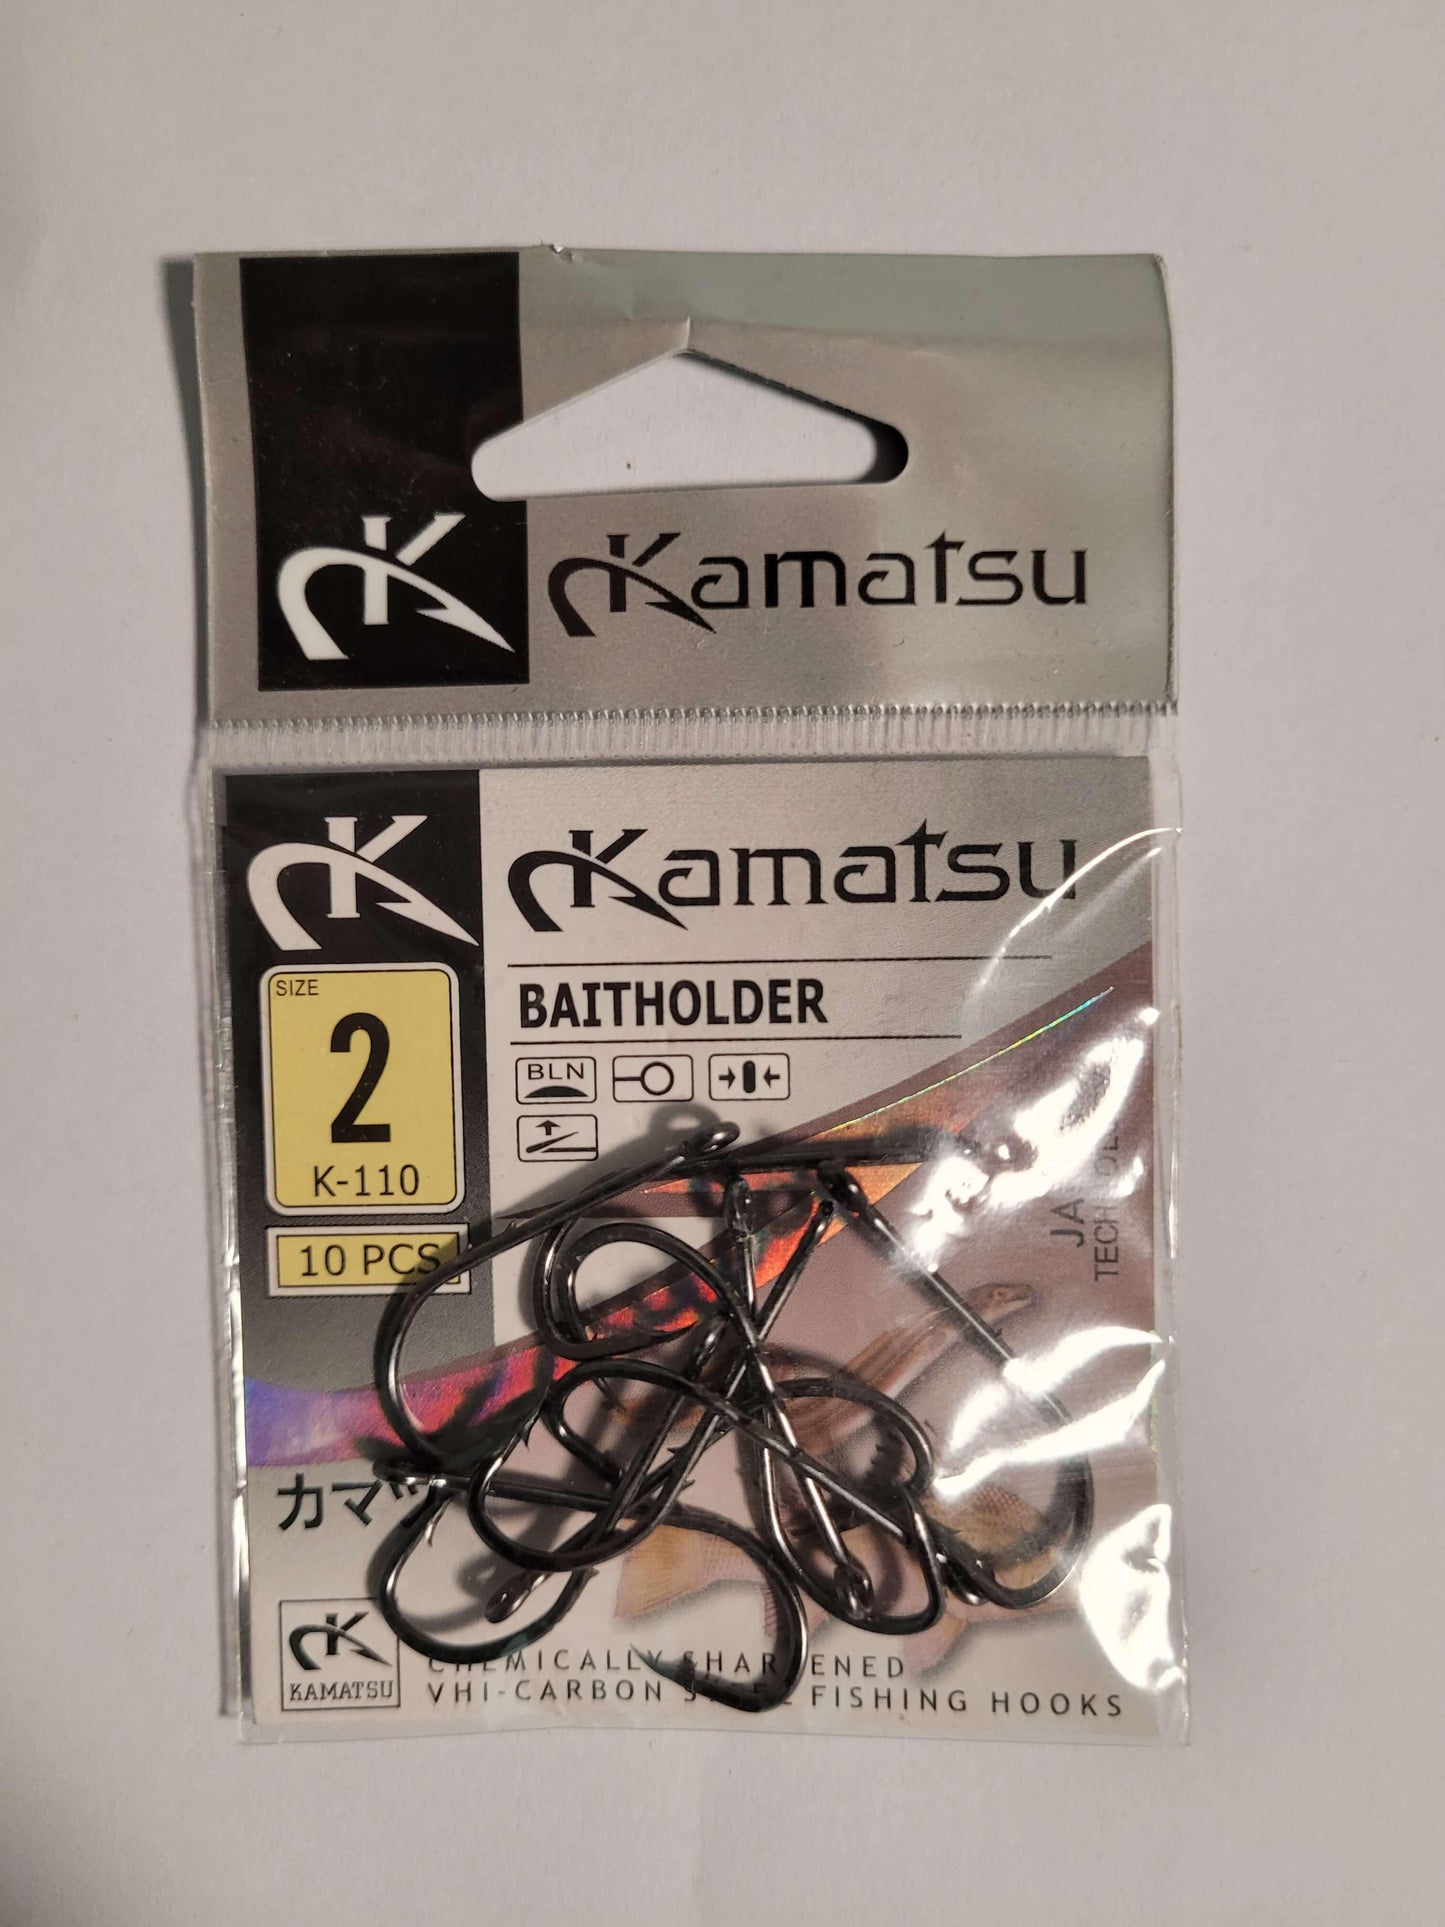 Kamatsu
Kamatsu
SIZE
2
K-110
10 PCS
BAITHOLDER
BLN
カマツ
KAMATSU
CHEMICALLY SHARPENED
VHI-CARBON STEEL FISHING HOOKS